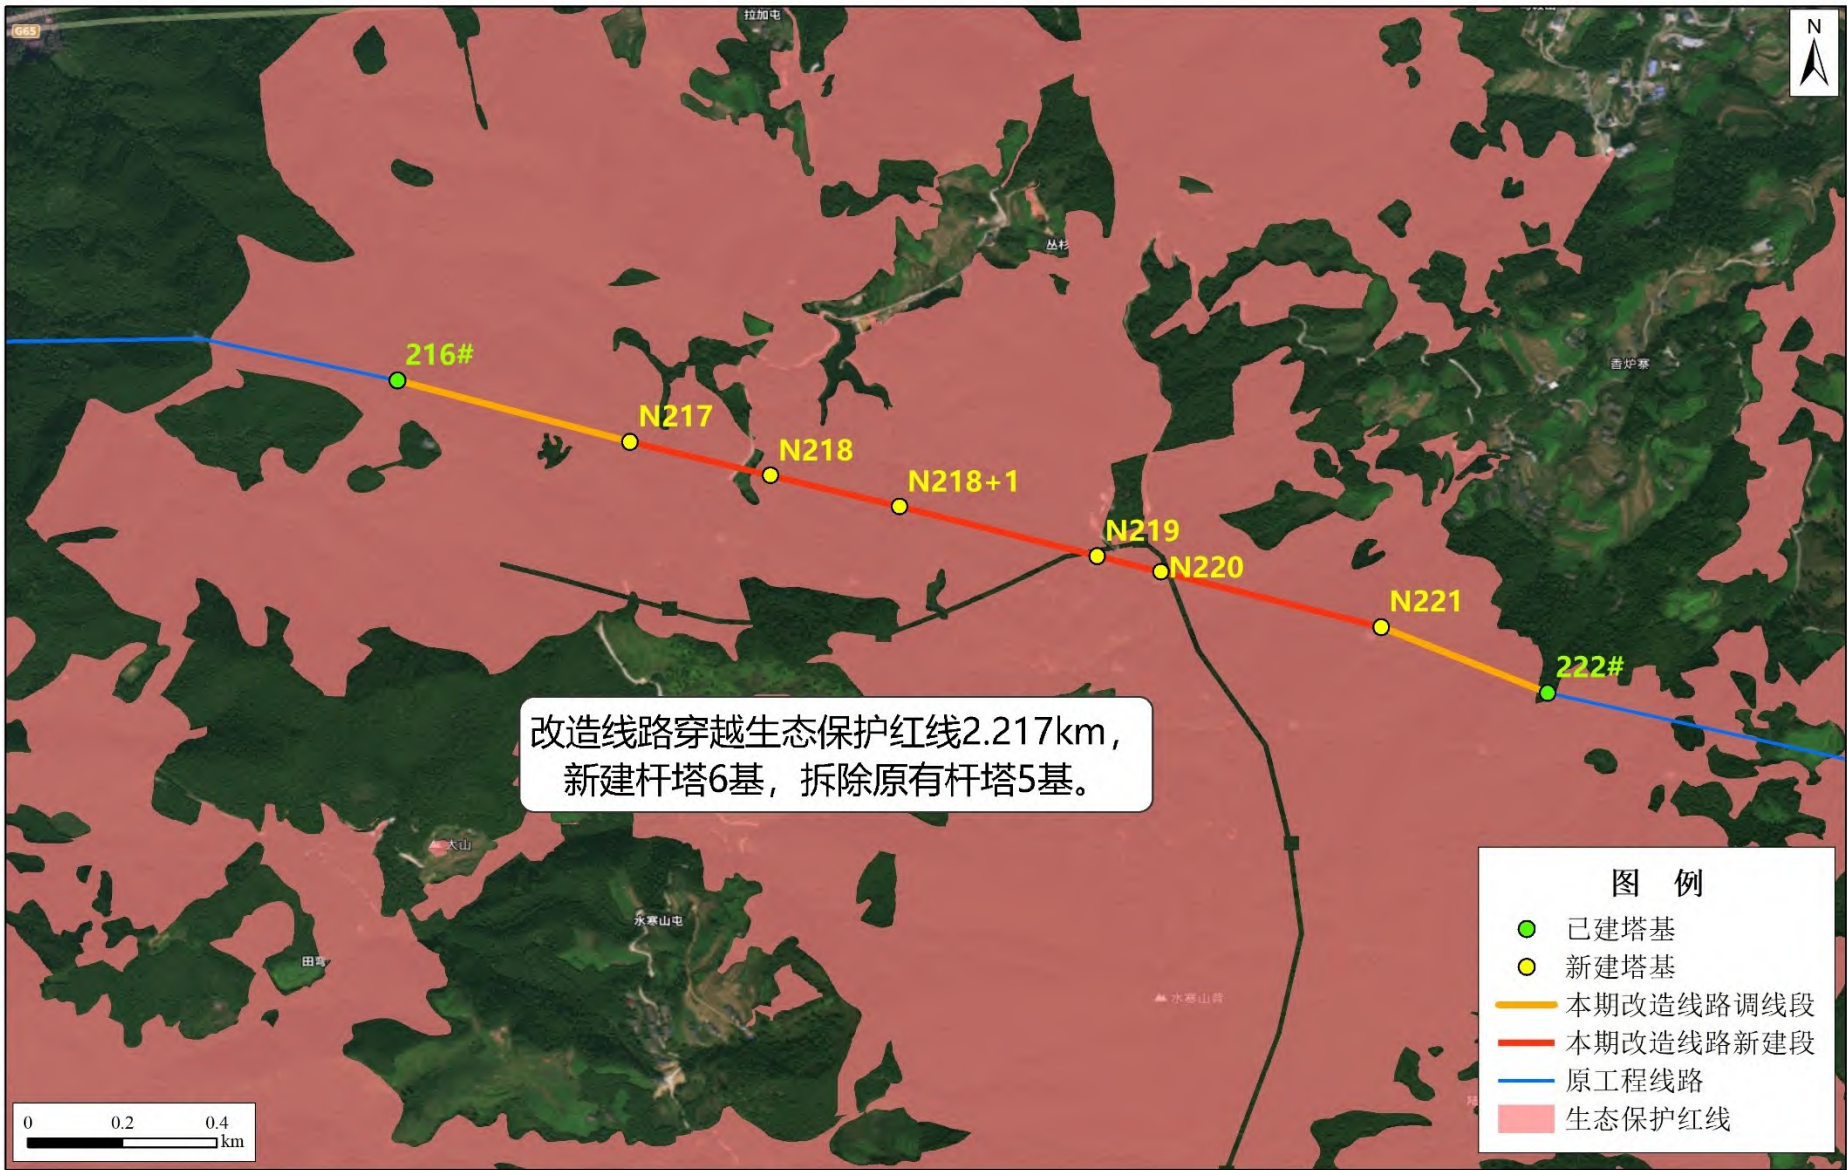 G65
拉加屯
N
丛杉
香炉寨
216#
N217
N218
N218+1
N219
N220
N221
222#
改造线路穿越生态保护红线2.217km，
新建杆塔6基，拆除原有杆塔5基。
大山
水寨山屯
田弯
图 例
已建塔基
新建塔基
本期改造线路调线段
本期改造线路新建段
原工程线路
生态保护红线
0 0.2 0.4
km